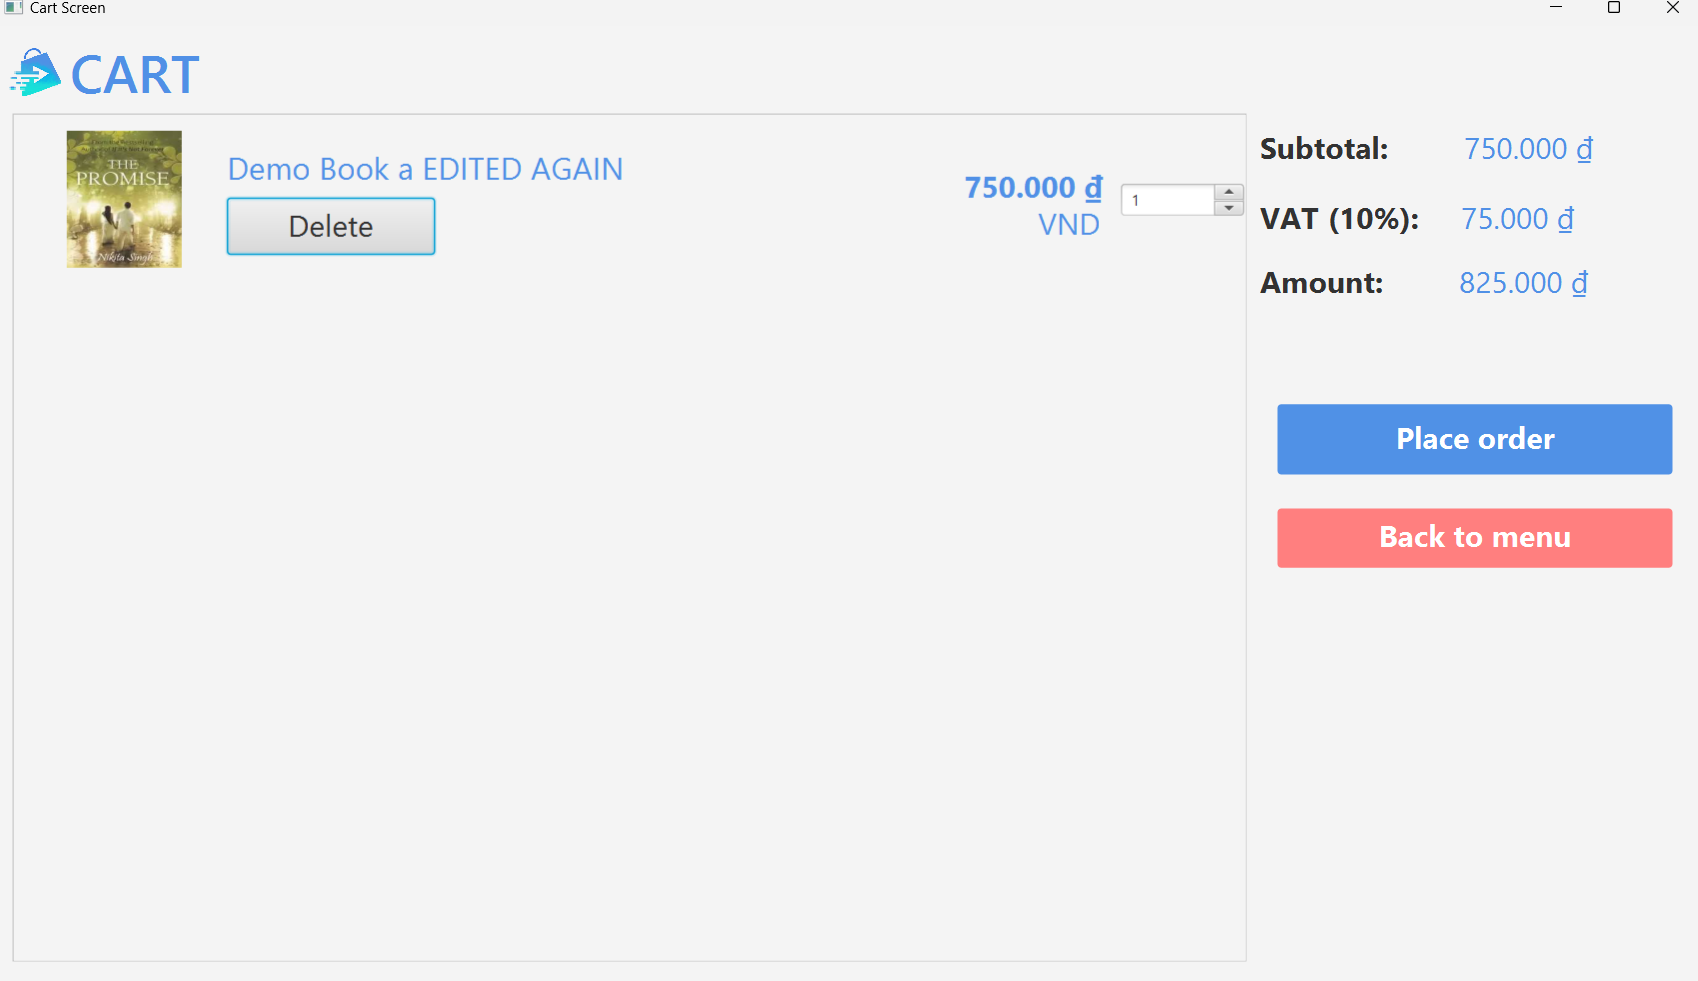 Cart Screen
CART
THE
PROMISE
Nikita Singh
Demo Book a EDITED AGAIN
Delete
750.000 ₫
VND
1
Subtotal: 750.000 ₫
VAT (10%): 75.000 ₫
Amount: 825.000 ₫
Place order
Back to menu